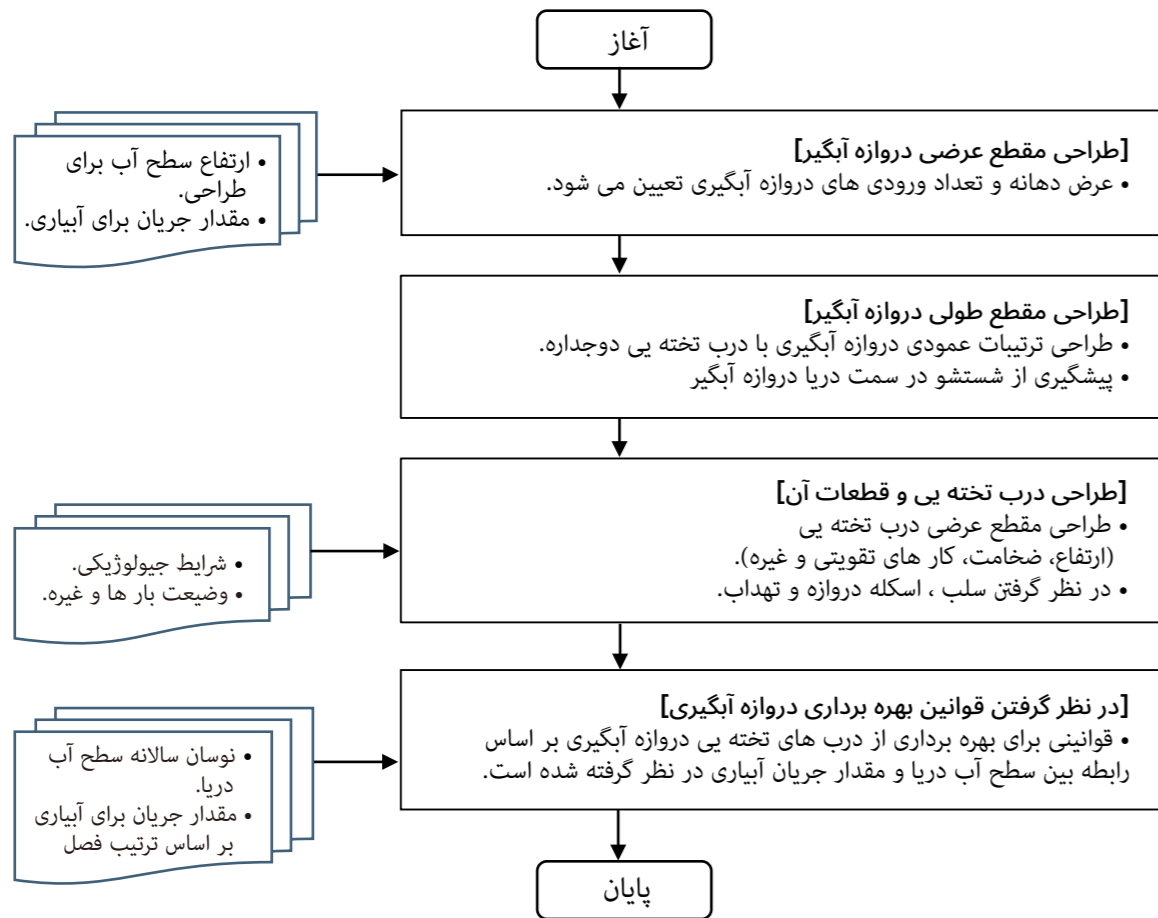 آغاز
• ارتفاع سطح آب برای
طراحی.
• مقدار جریان برای آبیاری.
[طراحی مقطع عرضی دروازه آبگیر]
• عرض دهانه و تعداد ورودی های دروازه آبگیری تعیین می شود.
[طراحی مقطع طولی دروازه آبگیر]
• طراحی ترتیبات عمودی دروازه آبگیری با درب تخته یی دوجداره.
• پیشگیری از شستشو در سمت دریا دروازه آبگیر
• شرایط جیولوژیکی.
• وضیعت بار ها و غیره.
[طراحی درب تخته یی و قطعات آن]
• طراحی مقطع عرضی درب تخته یی
(ارتفاع، ضخامت، کار های تقویتی و غیره).
• در نظر گرفتن سلب ، اسکله دروازه و تهداب.
• نوسان سالانه سطح آب
دریا.
• مقدار جریان برای آبیاری
بر اساس ترتیب فصل
[در نظر گرفتن قوانین بهره برداری دروازه آبگیری]
• قوانینی برای بهره برداری از درب های تخته یی دروازه آبگیری بر اساس
رابطه بین سطح آب دریا و مقدار جریان آبیاری در نظر گرفته شده است.
پایان